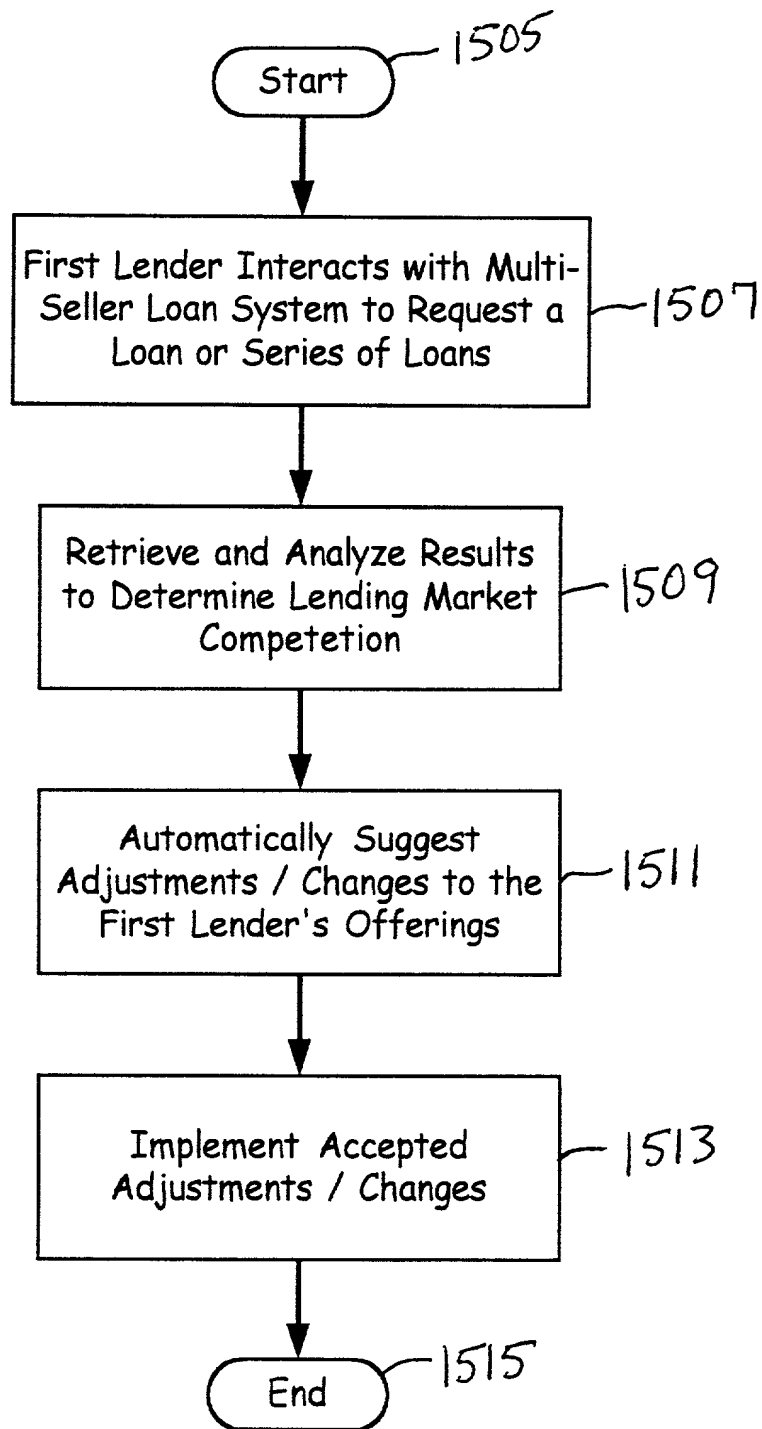 Start
1505
First Lender Interacts with Multi-
Seller Loan System to Request a
Loan or Series of Loans
1507
Retrieve and Analyze Results
to Determine Lending Market
Competetion
1509
Automatically Suggest
Adjustments / Changes to the
First Lender's Offerings
1511
Implement Accepted
Adjustments / Changes
1513
End
1515